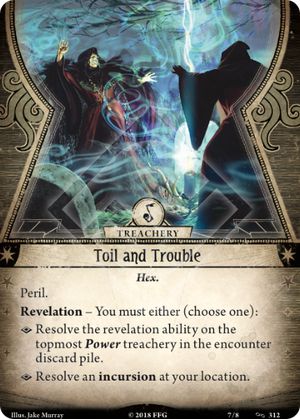 TREACHERY
Toil and Trouble
Hex.
Peril.
Revelation – You must either (choose one):
Resolve the revelation ability on the
topmost Power treachery in the encounter
discard pile.
Resolve an incursion at your location.
Illus. Jake Murray © 2018 FFG 7/8 312